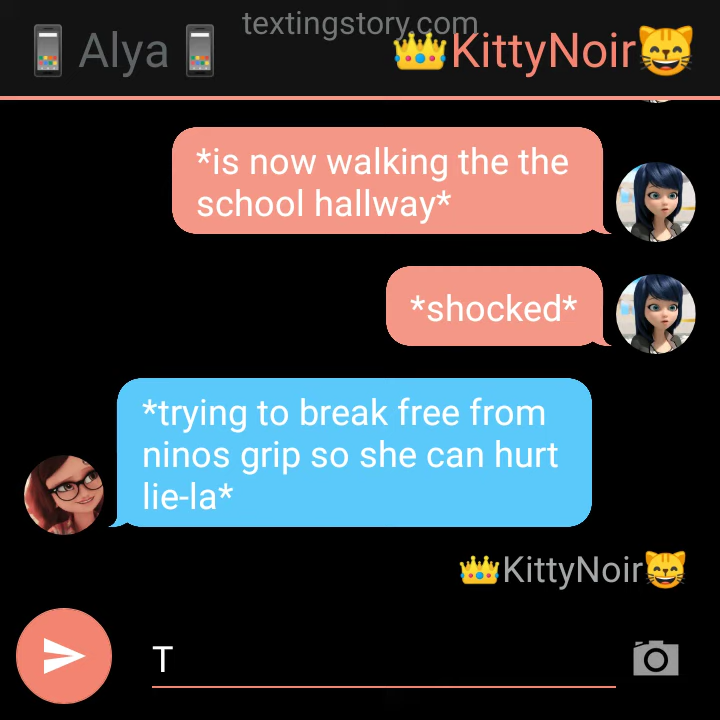 textingstory.com
📱 Alya 📱
👑KittyNoir😸
*is now walking the the
school hallway*
*shocked*
*trying to break free from
ninos grip so she can hurt
lie-la*
👑KittyNoir😸
T